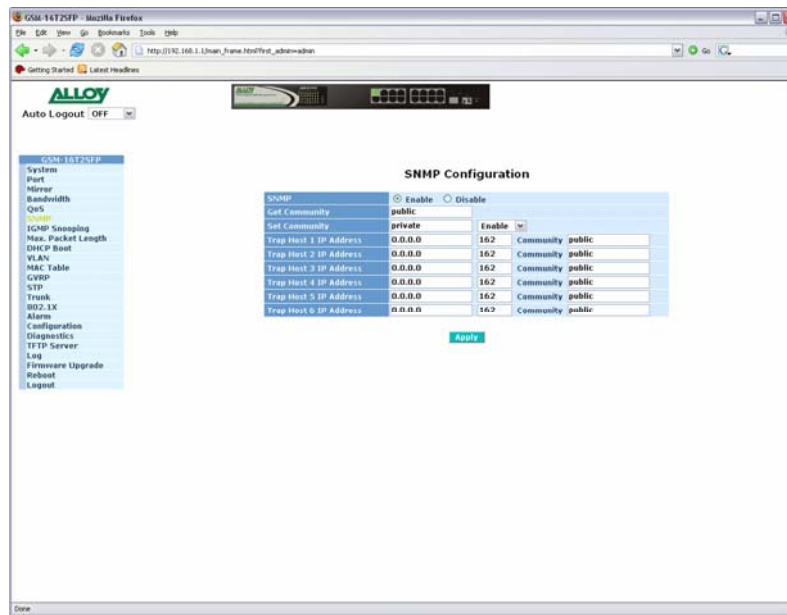 GSM-16T2SFP - Mozilla Firefox
File Edit View Go Bookmarks Tools Help
http://192.168.1.1/main_frame.html?first_admin=admin
Go
Getting Started Latest Headlines
ALLOY
Auto Logout OFF
GSM-16T2SFP
System
Port
Mirror
Bandwidth
QoS
SNMP
IGMP Snooping
Max. Packet Length
DHCP Boot
VLAN
MAC Table
GVRP
STP
Trunk
802.1X
Alarm
Configuration
Diagnostics
TFTP Server
Log
Firmware Upgrade
Reboot
Logout
SNMP Configuration
SNMP Enable Disable
Get Community public
Set Community private Enable
Trap Host 1 IP Address 0.0.0.0 162 Community public
Trap Host 2 IP Address 0.0.0.0 162 Community public
Trap Host 3 IP Address 0.0.0.0 162 Community public
Trap Host 4 IP Address 0.0.0.0 162 Community public
Trap Host 5 IP Address 0.0.0.0 162 Community public
Trap Host 6 IP Address 0.0.0.0 162 Community public
Apply
Done